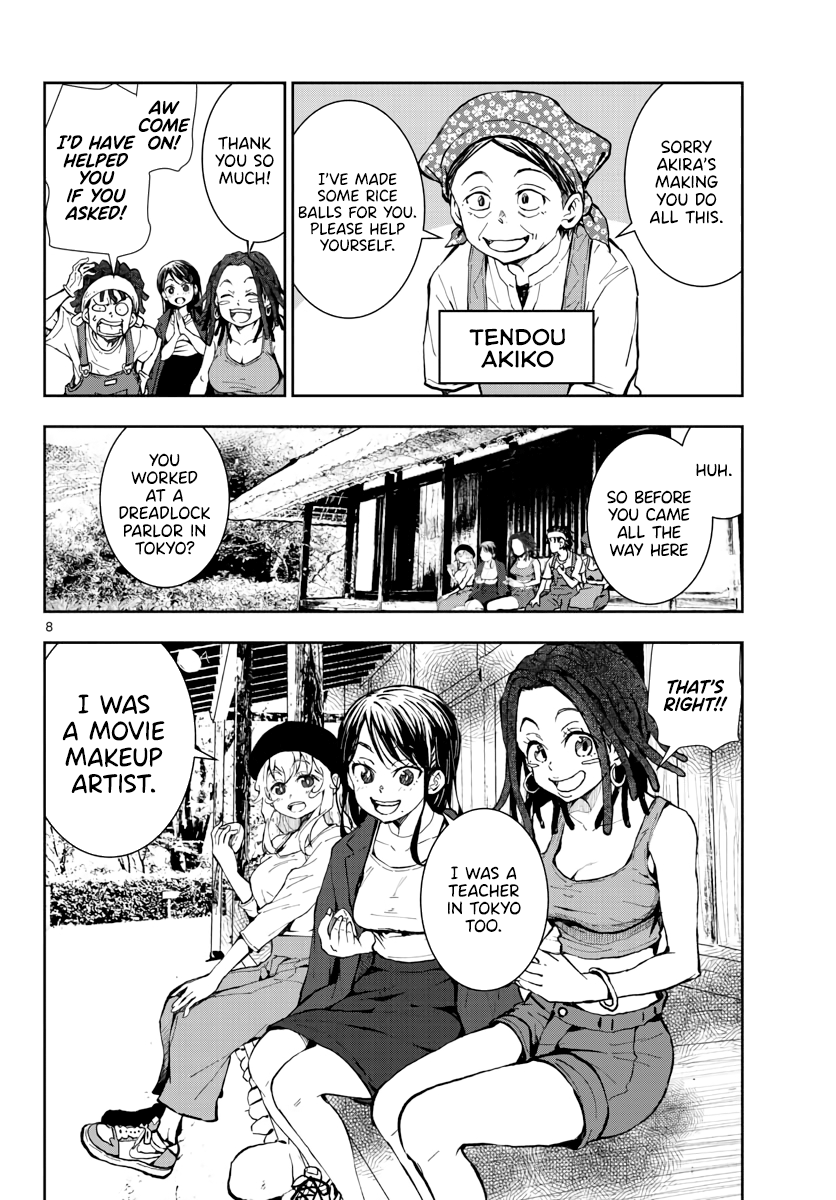 SORRY
AKIRA'S
MAKING
YOU DO
ALL THIS.
I'VE MADE
SOME RICE
BALLS FOR YOU.
PLEASE HELP
YOURSELF.
TENDOU
AKIKO
THANK
YOU SO
MUCH!
AW
COME
ON!
I'D HAVE
HELPED
YOU
IF YOU
ASKED!
HUH.
SO BEFORE
YOU CAME
ALL THE
WAY HERE
YOU
WORKED
AT A
DREADLOCK
PARLOR IN
TOKYO?
8
THAT'S
RIGHT!!
I WAS A
TEACHER
IN TOKYO
TOO.
I WAS
A MOVIE
MAKEUP
ARTIST.